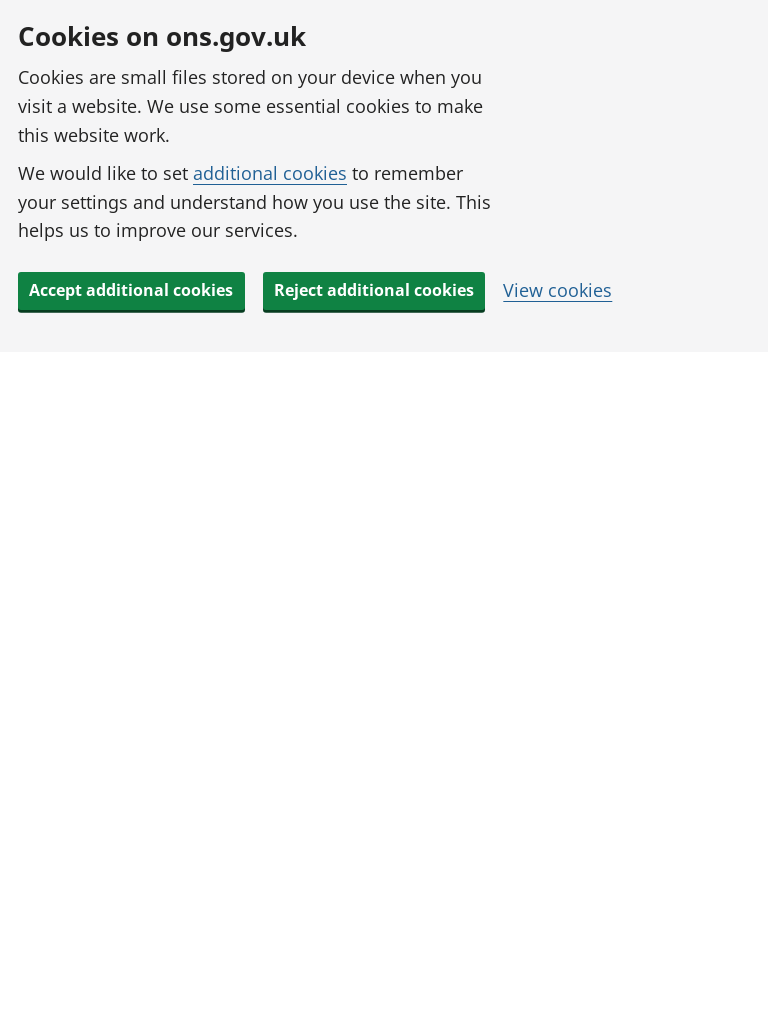 Cookies on ons.gov.uk
Cookies are small files stored on your device when you
visit a website. We use some essential cookies to make
this website work.
We would like to set additional cookies to remember
your settings and understand how you use the site. This
helps us to improve our services.
Accept additional cookies Reject additional cookies View cookies